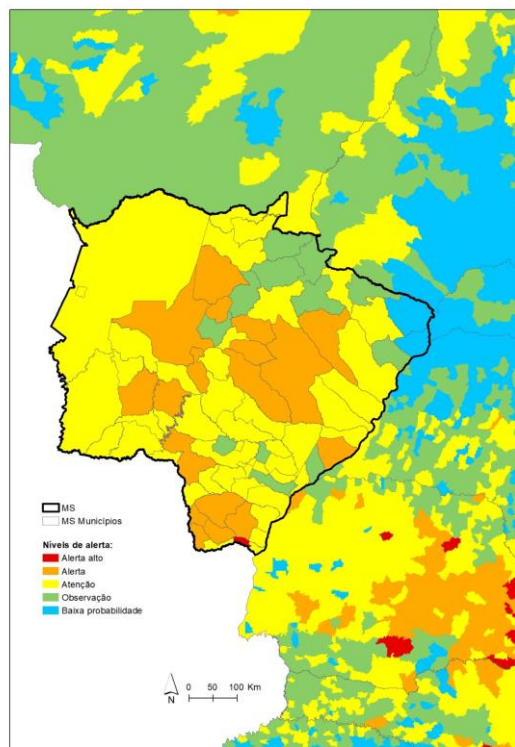 MS
MS Municípios
Níveis de alerta:
Alerta alto
Alerta
Atenção
Observação
Baixa probabilidade
N
0 50 100 Km